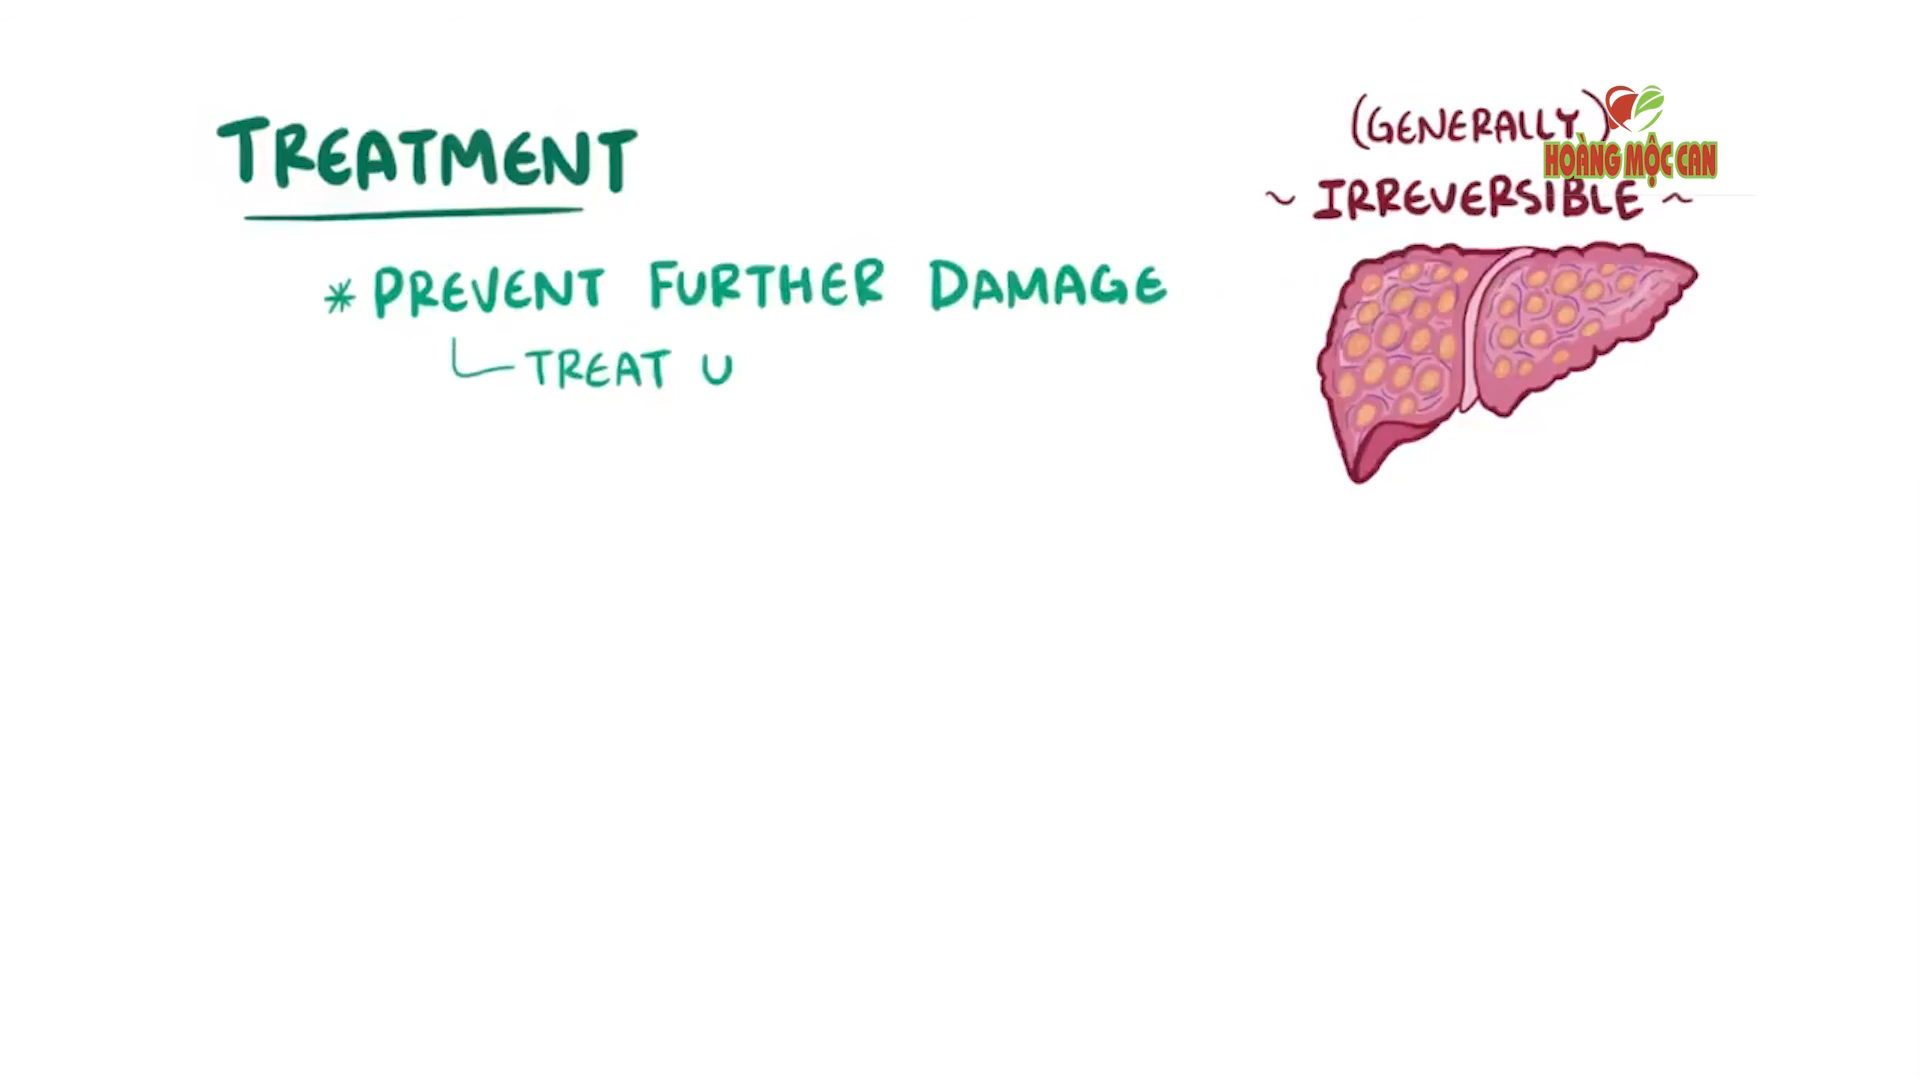 TREATMENT
* PREVENT FURTHER DAMAGE
TREAT U
(GENERALLY)
~ IRREVERSIBLE ~
HOÀNG MỘC CAN